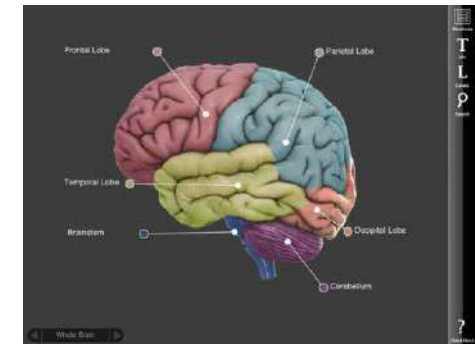 Frontal Lobe
Parietal Lobe
Temporal Lobe
Brainstem
Occipital Lobe
Cerebellum
Whole Brain
T
L
?